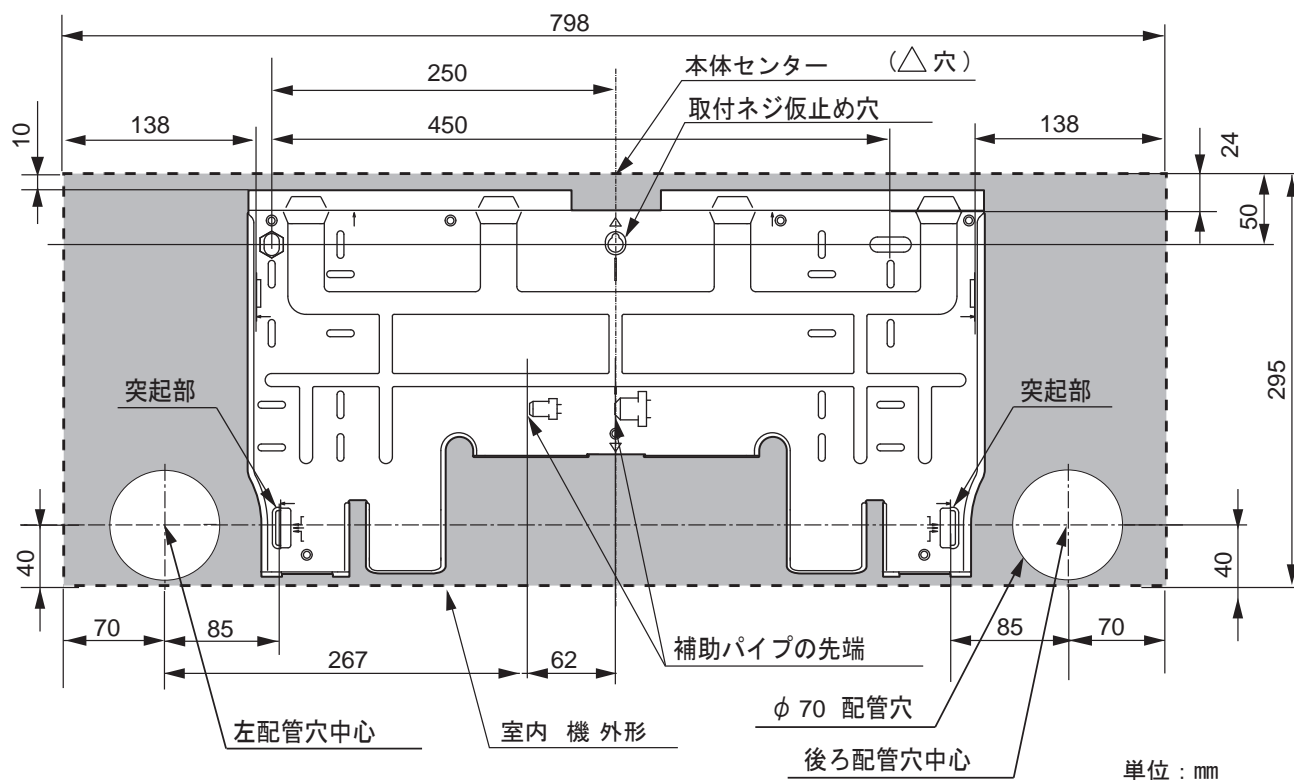 798
本体センター (△穴)
250
取付ネジ仮止め穴
10
138
450
138
24
50
295
突起部
突起部
40
40
70
85
267
62
補助パイプの先端
85
70
φ70 配管穴
左配管穴中心
室内 機 外形
後ろ配管穴中心
単位：mm